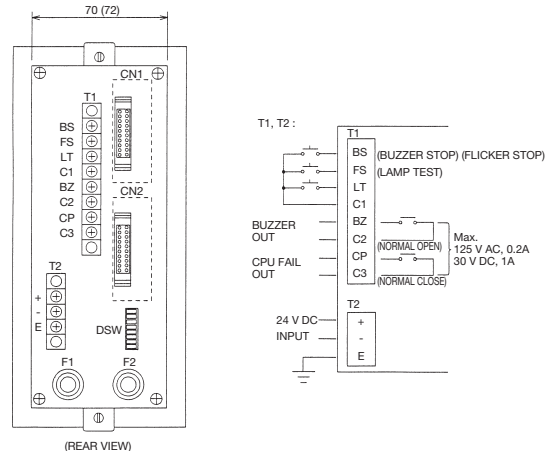 70 (72)
CN1
T1
BS
FS
LT
C1
BZ
C2
CP
C3
CN2
T2
+
-
E
DSW
F1
F2
(REAR VIEW)
T1, T2 :
T1
BS (BUZZER STOP) (FLICKER STOP)
FS (LAMP TEST)
LT
C1
BUZZER OUT
BZ
C2
(NORMAL OPEN)
CPU FAIL OUT
CP
C3
(NORMAL CLOSE)
Max.
125 V AC, 0.2A
30 V DC, 1A
T2
24 V DC
INPUT
+
-
E